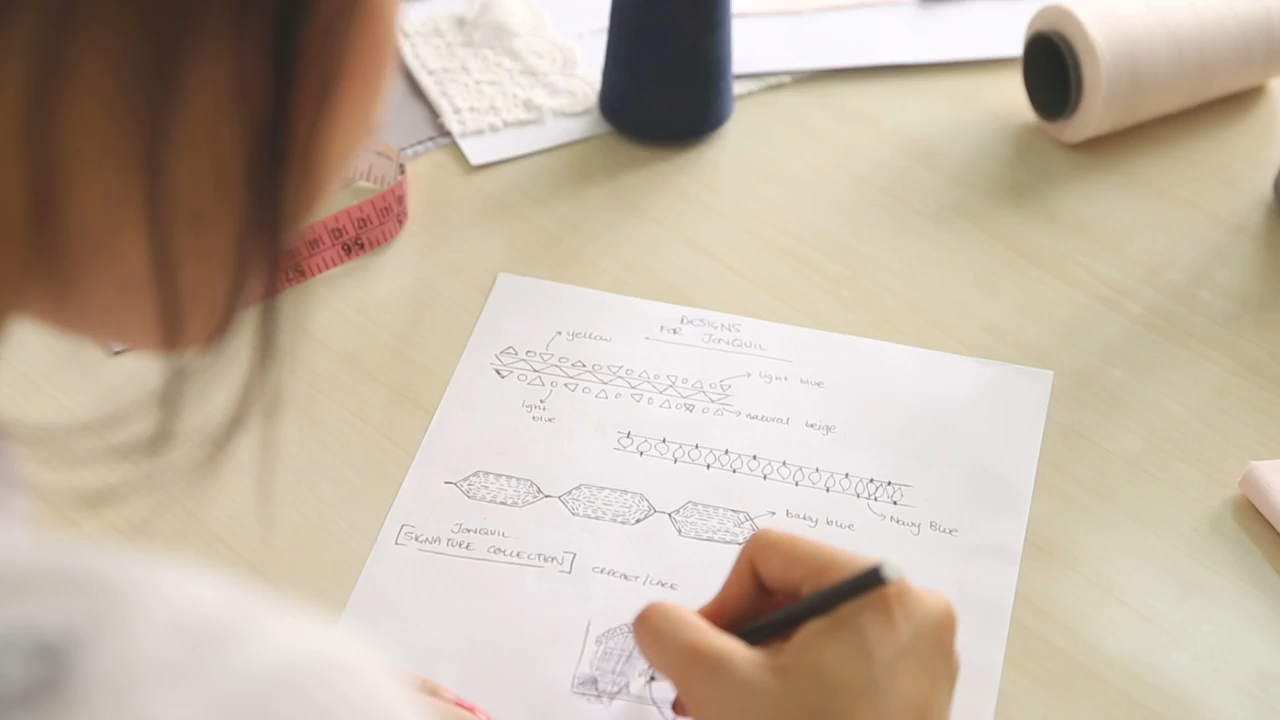 DESIGNS
FOR JONQUIL
yellow
light blue
light
blue
natural beige
Navy Blue
baby blue
JONQUIL
[SIGNATURE COLLECTION]
CROCHET/LACE